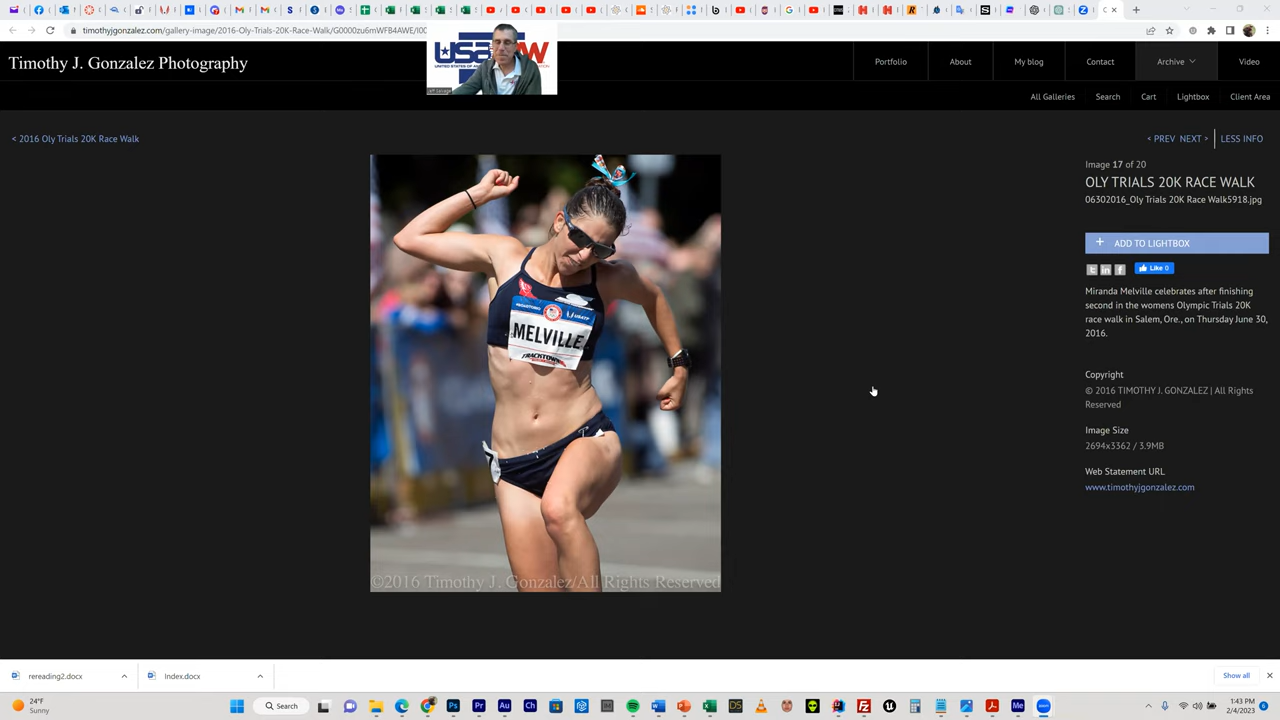 timothyjgonzalez.com/gallery-image/2016-Oly-Trials-20K-Race-Walk/G0000zu6mWFB4AWE/I00
Timothy J. Gonzalez Photography
USA
W
Portfolio
About
My blog
Contact
Archive
Video
All Galleries
Search
Cart
Lightbox
Client Area
< 2016 Oly Trials 20K Race Walk
< PREV NEXT >
LESS INFO
Image 17 of 20
OLY TRIALS 20K RACE WALK
06302016_Oly Trials 20K Race Walk5918.jpg
+ ADD TO LIGHTBOX
Like 0
Miranda Melville celebrates after finishing
second in the womens Olympic Trials 20K
race walk in Salem, Ore., on Thursday June 30,
2016.
Copyright
© 2016 TIMOTHY J. GONZALEZ | All Rights
Reserved
Image Size
2694x3362 / 3.9MB
Web Statement URL
www.timothyjgonzalez.com
USATF
MELVILLE
TRACKTOWN
©2016 Timothy J. Gonzalez/All Rights Reserved
rereading2.docx
Index.docx
Show all
24°F
Sunny
Search
1:43 PM
2/4/2023